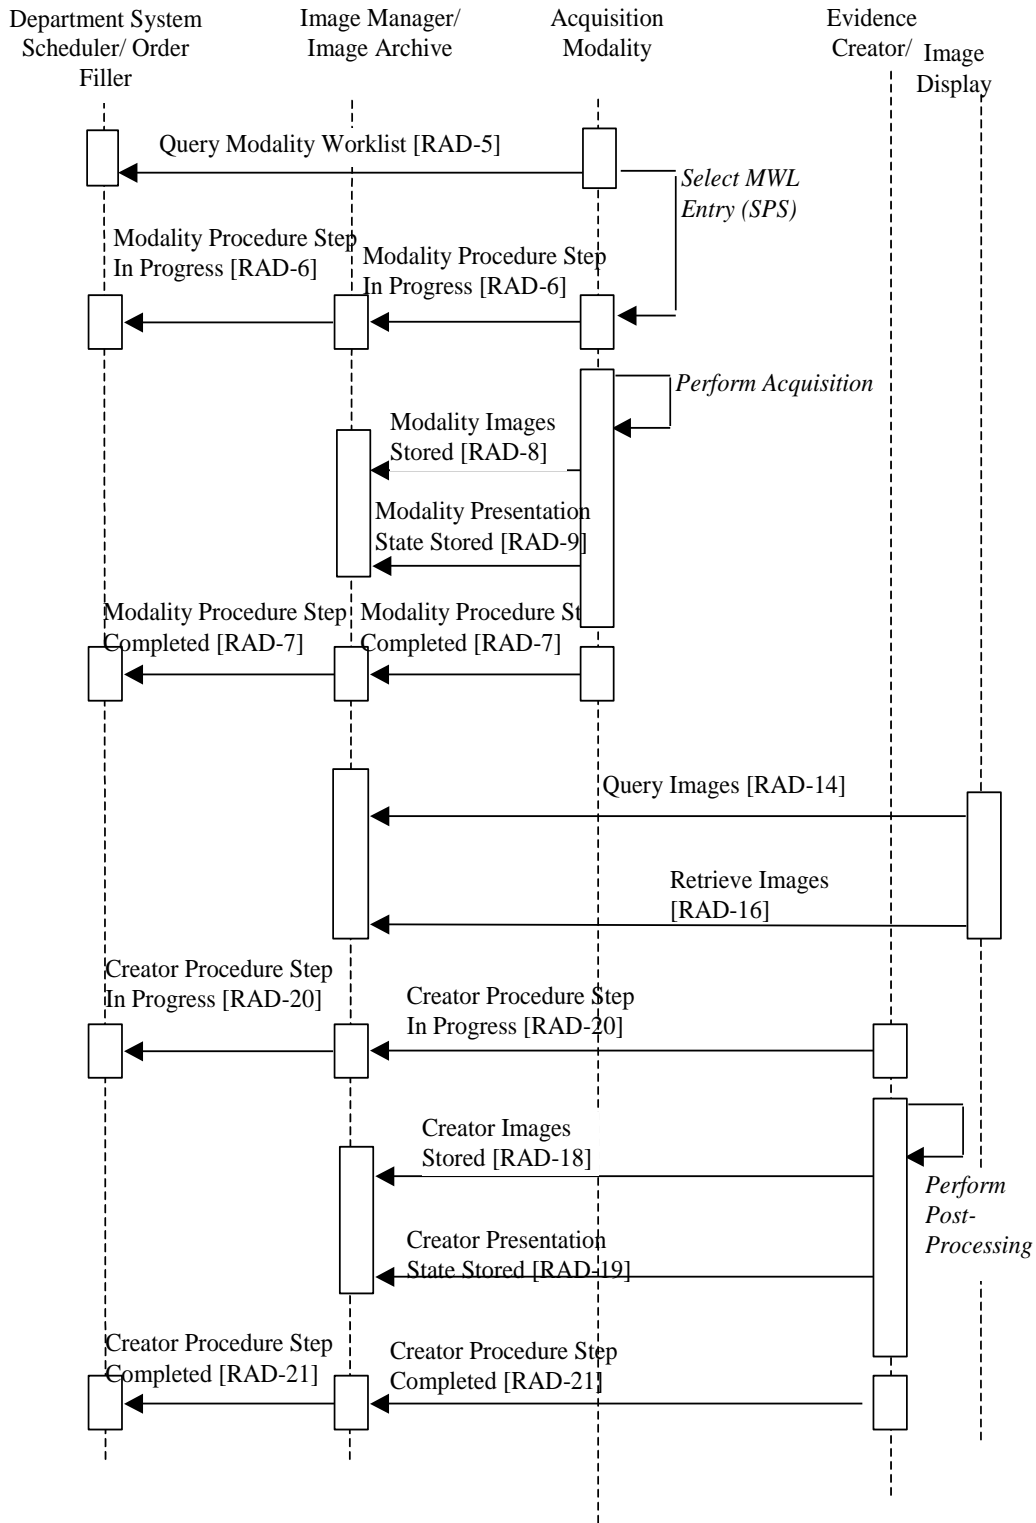 Department System
Scheduler/ Order
Filler
Image Manager/
Image Archive
Acquisition
Modality
Evidence
Creator/
Image
Display
Query Modality Worklist [RAD-5]
Select MWL
Entry (SPS)
Modality Procedure Step
In Progress [RAD-6]
Modality Procedure Step
In Progress [RAD-6]
Perform Acquisition
Modality Images
Stored [RAD-8]
Modality Presentation
State Stored [RAD-9]
Modality Procedure Step
Completed [RAD-7]
Modality Procedure St
Completed [RAD-7]
Query Images [RAD-14]
Retrieve Images
[RAD-16]
Creator Procedure Step
In Progress [RAD-20]
Creator Procedure Step
In Progress [RAD-20]
Creator Images
Stored [RAD-18]
Perform
Post-
Processing
Creator Presentation
State Stored [RAD-19]
Creator Procedure Step
Completed [RAD-21]
Creator Procedure Step
Completed [RAD-21]